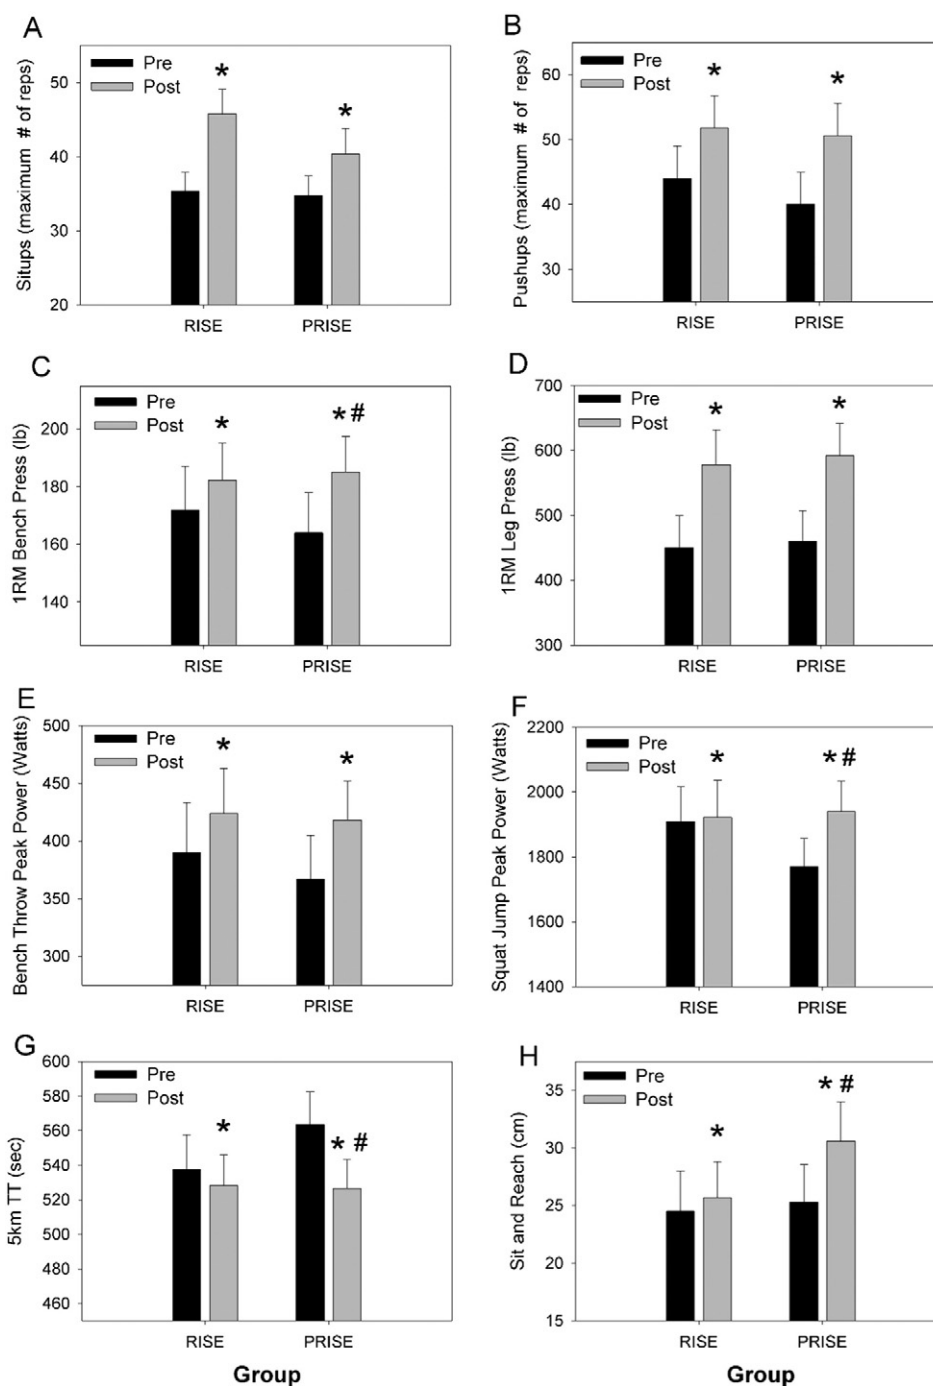 A
Situps (maximum # of reps)
50
40
30
20
Pre
Post
*
*
RISE
PRISE
B
Pushups (maximum # of reps)
60
50
40
30
Pre
Post
*
*
RISE
PRISE
C
1RM Bench Press (lb)
200
180
160
140
Pre
Post
*
* #
RISE
PRISE
D
1RM Leg Press (lb)
700
600
500
400
300
Pre
Post
*
*
RISE
PRISE
E
Bench Throw Peak Power (Watts)
500
450
400
350
300
Pre
Post
*
*
RISE
PRISE
F
Squat Jump Peak Power (Watts)
2200
2000
1800
1600
1400
Pre
Post
*
* #
RISE
PRISE
G
5km TT (sec)
600
580
560
540
520
500
480
460
Pre
Post
*
* #
RISE
PRISE
Group
H
Sit and Reach (cm)
35
30
25
20
15
Pre
Post
*
* #
RISE
PRISE
Group